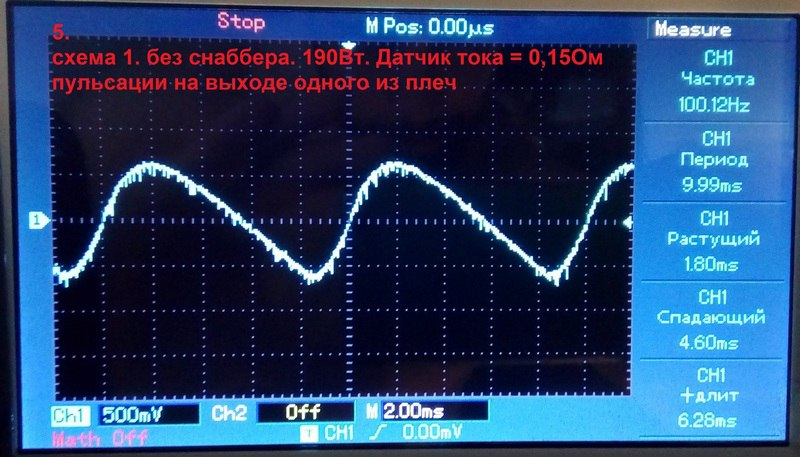 Stop
M Pos: 0.00µs
Measure
5.
схема 1. без снаббера. 190Вт. Датчик тока = 0,15Ом
пульсации на выходе одного из плеч
CH1
Частота
100.12Hz
CH1
Период
9.99ms
CH1
Растущий
1.80ms
CH1
Спадающий
4.60ms
CH1
+длит
6.28ms
1
Ch1 500mV Ch2 Off M 2.00ms
Math Off T CH1 0.00mV